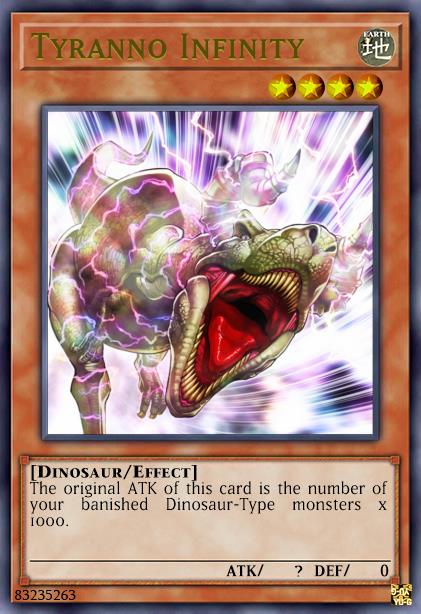 Tyranno Infinity
EARTH
地
[Dinosaur/Effect]
The original ATK of this card is the number of
your banished Dinosaur-Type monsters x
1000.
ATK/ ? DEF/ 0
83235263